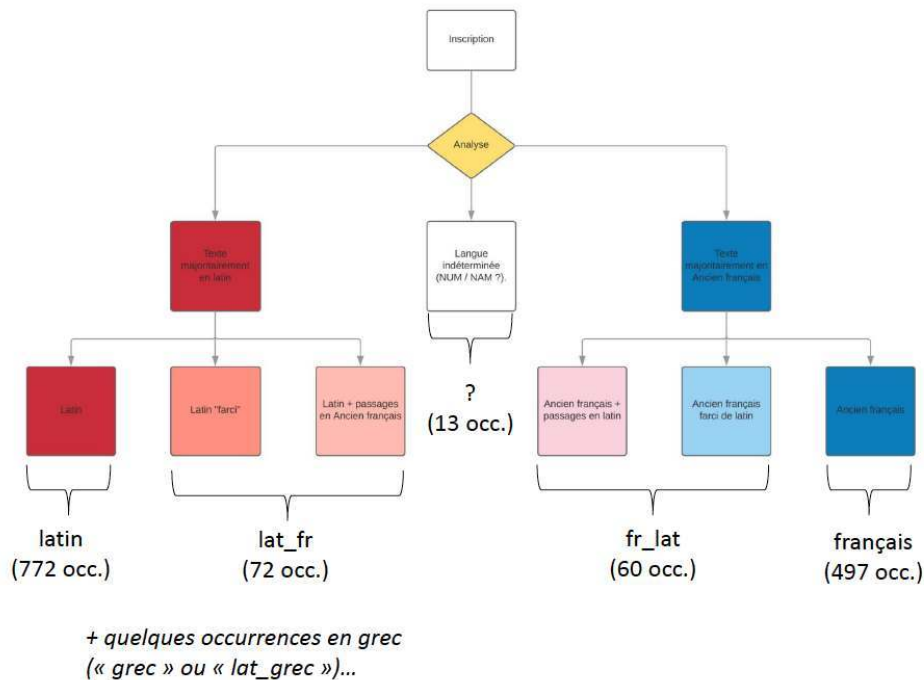 Inscription
Analyse
Texte
majoritairement
en latin
Langue
indéterminée
(NUM / NAM ?).
Texte
majoritairement en
Ancien français
Latin
Latin "farci"
Latin + passages
en Ancien français
?
(13 occ.)
Ancien français +
passages en latin
Ancien français
farci de latin
Ancien français
latin
(772 occ.)
lat_fr
(72 occ.)
fr_lat
(60 occ.)
français
(497 occ.)
+ quelques occurrences en grec
(« grec » ou « lat_grec »)...